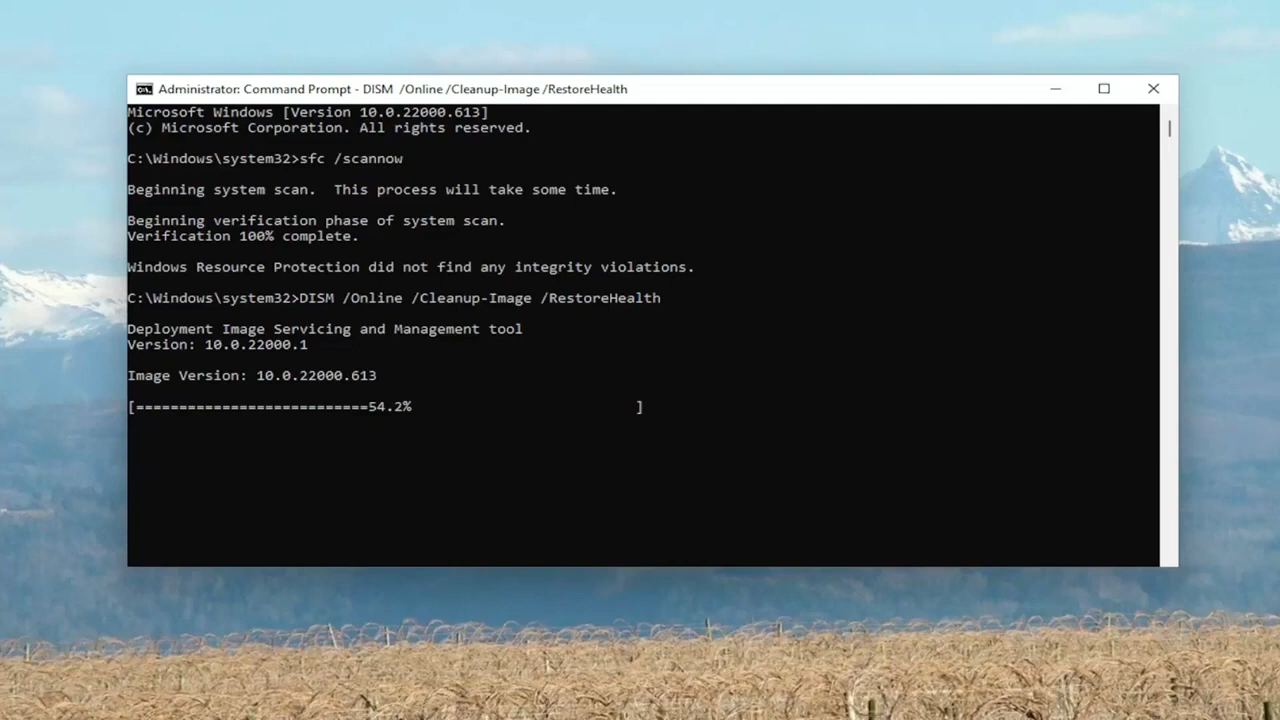 Administrator: Command Prompt - DISM  /Online /Cleanup-Image /RestoreHealth
Microsoft Windows [Version 10.0.22000.613]
(c) Microsoft Corporation. All rights reserved.
C:\Windows\system32>sfc /scannow
Beginning system scan.  This process will take some time.
Beginning verification phase of system scan.
Verification 100% complete.
Windows Resource Protection did not find any integrity violations.
C:\Windows\system32>DISM /Online /Cleanup-Image /RestoreHealth
Deployment Image Servicing and Management tool
Version: 10.0.22000.1
Image Version: 10.0.22000.613
[===========================54.2%                          ]